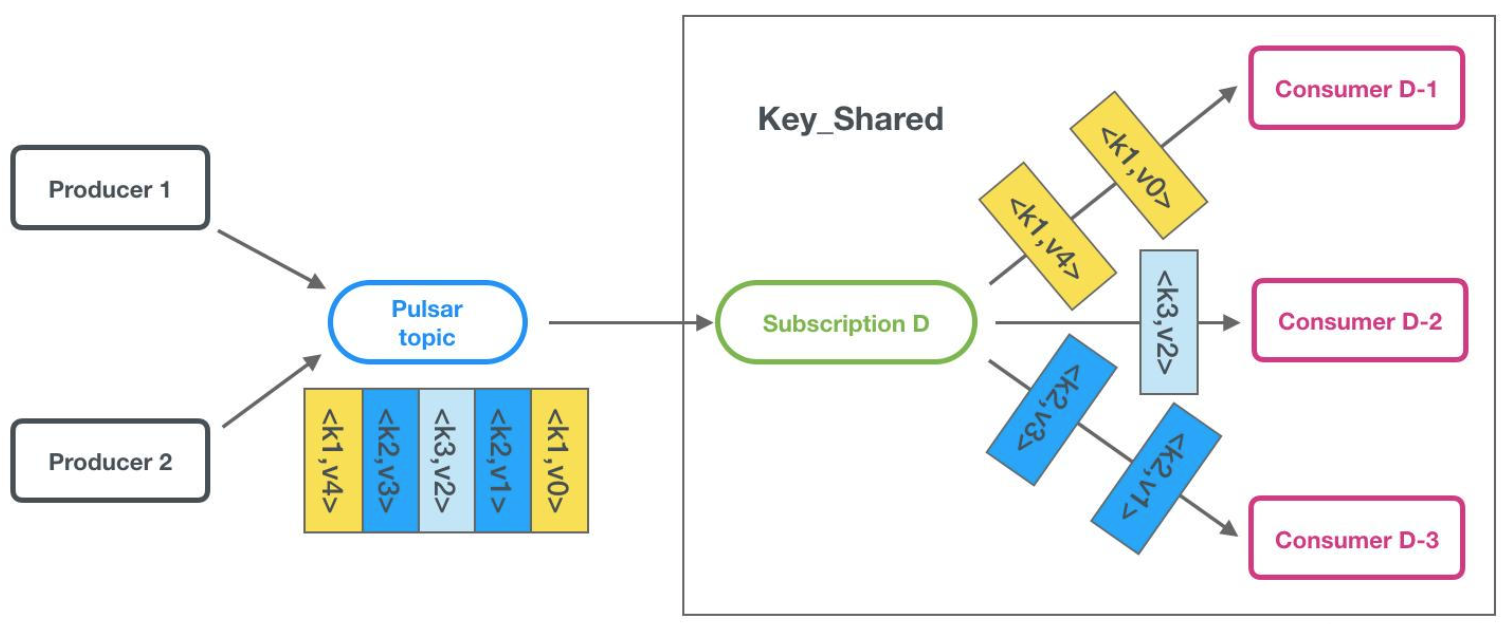 Key_Shared
Producer 1
Producer 2
Pulsar
topic
<k1,v4>
<k2,v3>
<k3,v2>
<k2,v1>
<k1,v0>
Subscription D
<k1,v4>
<k1,v0>
<k3,v2>
<k2,v3>
<k2,v1>
Consumer D-1
Consumer D-2
Consumer D-3